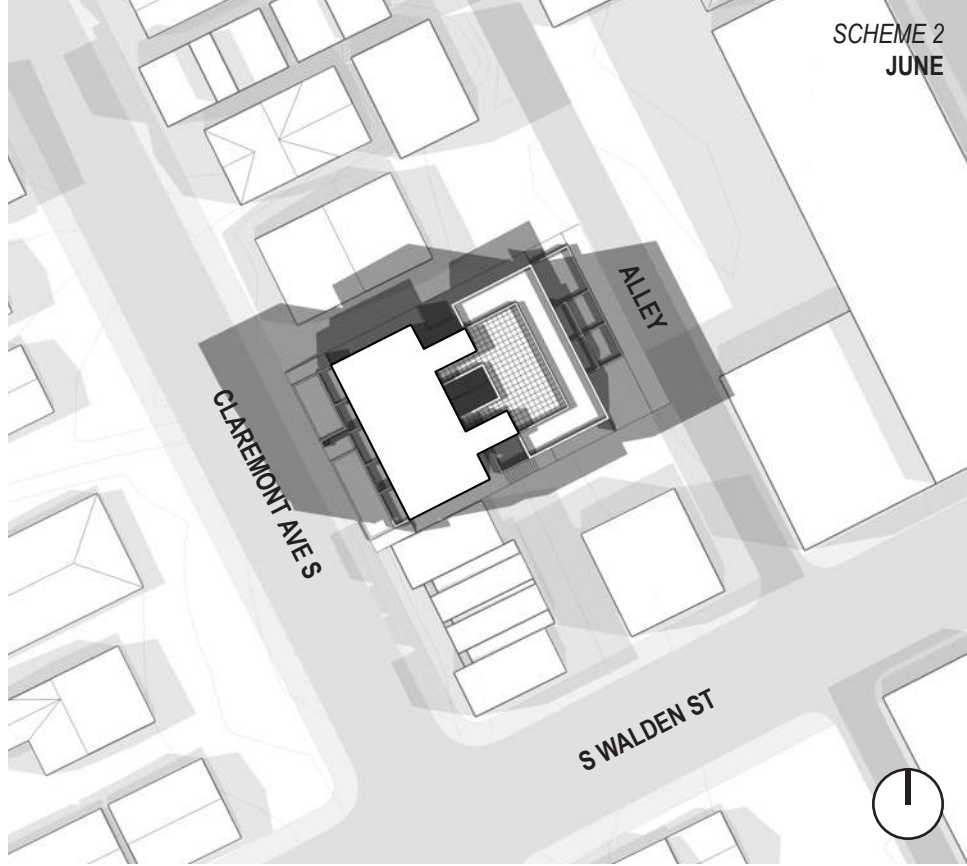 SCHEME 2
JUNE
ALLEY
CLAREMONT AVE S
S WALDEN ST